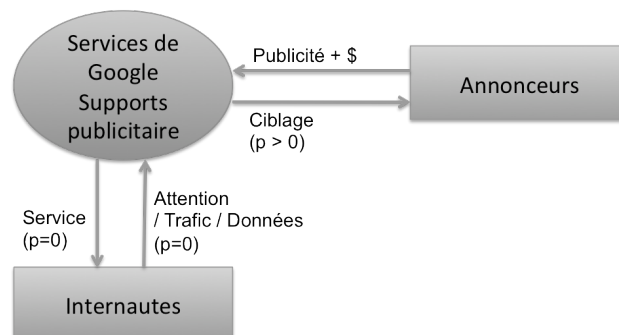 Services de
Google
Supports
publicitaire
Publicité + $
Annonceurs
Ciblage
(p > 0)
Attention
/ Trafic / Données
(p=0)
Service
(p=0)
Internautes